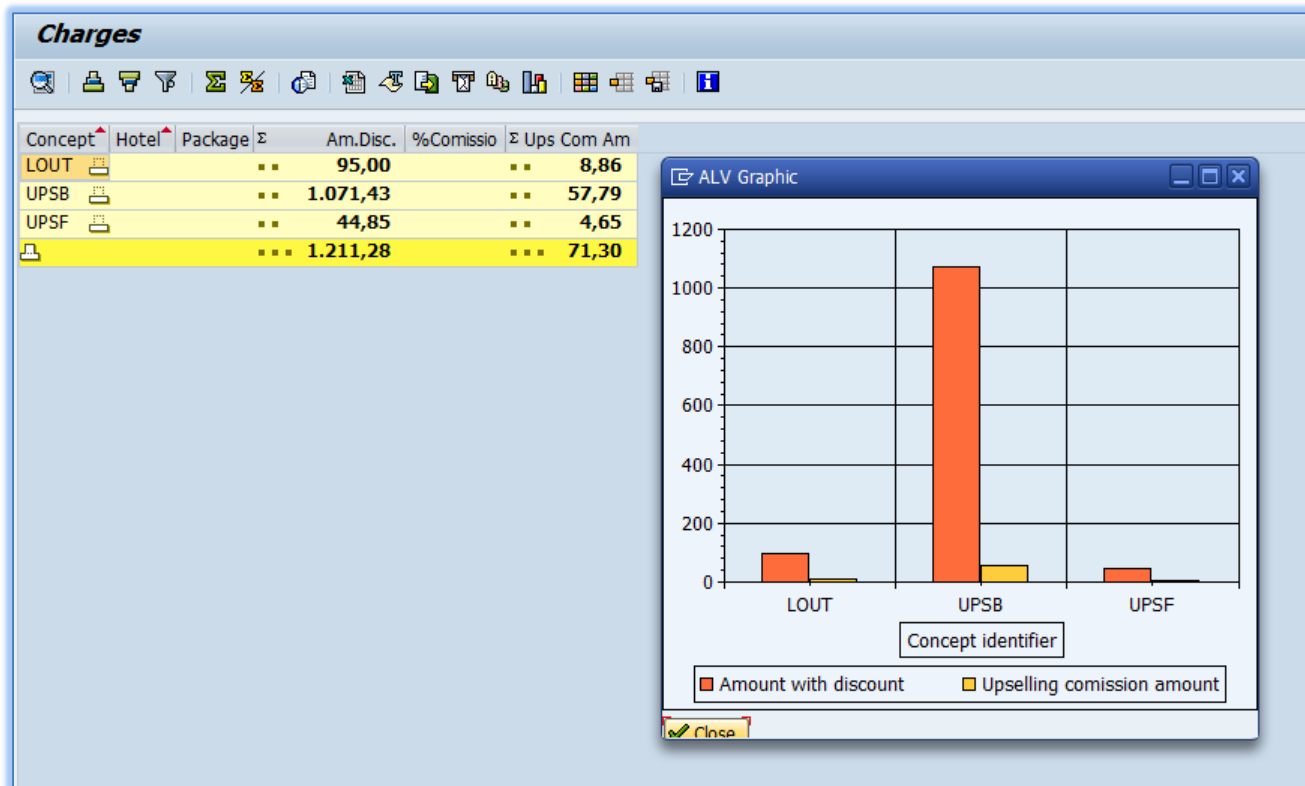 Charges
Concept Hotel Package Σ Am.Disc. %Comissio Σ Ups Com Am
LOUT 95,00 8,86
UPSB 1.071,43 57,79
UPSF 44,85 4,65
1.211,28 71,30
ALV Graphic
1200
1000
800
600
400
200
0
LOUT UPSB UPSF
Concept identifier
Amount with discount Upselling comission amount
Close